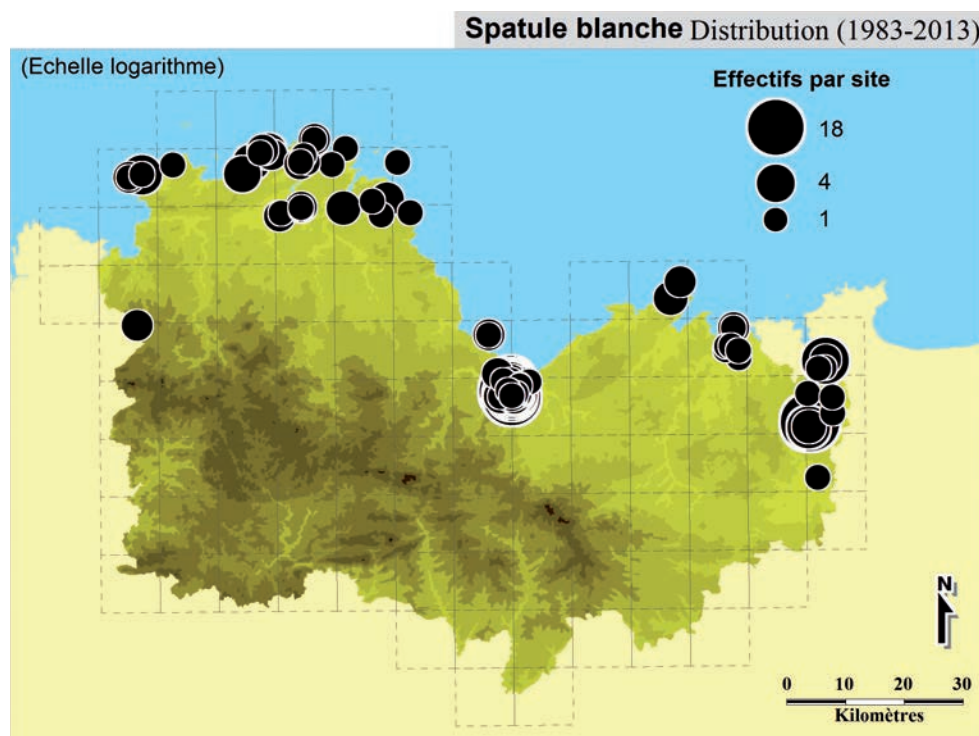 Spatule blanche Distribution (1983-2013)
(Echelle logarithme)
Effectifs par site
18
4
1
N
0 10 20 30
Kilomètres